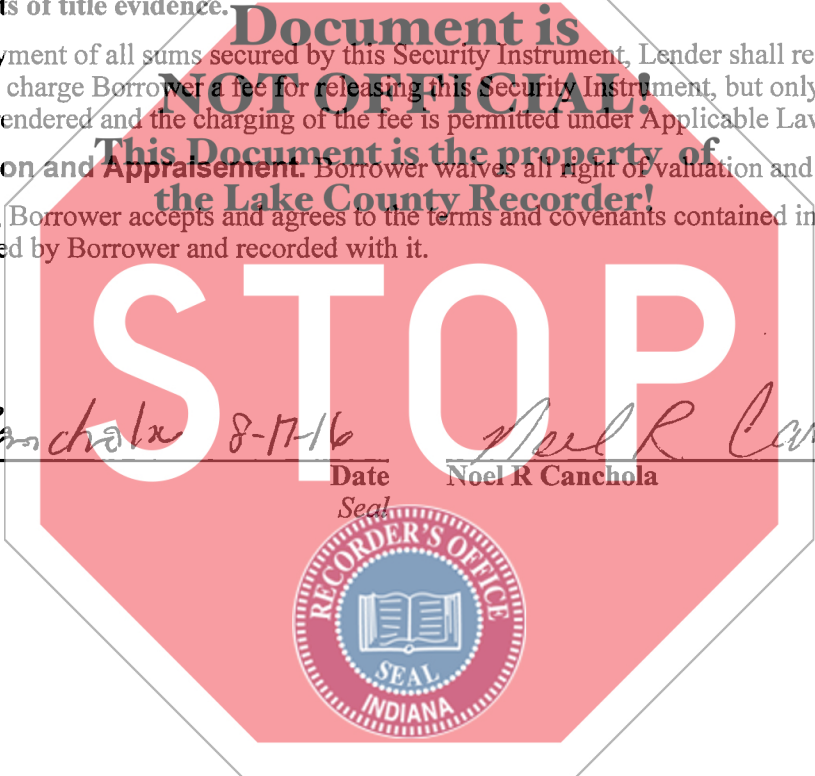 ts of title evidence.
Document is
yment of all sums secured by this Security Instrument, Lender shall re
charge Borrower a fee for releasing this Security Instrument, but only
NOT OFFICIAL!
endered and the charging of the fee is permitted under Applicable Lav
This Document is the property of
on and Appraisement. Borrower waives all right of valuation and
the Lake County Recorder!
, Borrower accepts and agrees to the terms and covenants contained in
ed by Borrower and recorded with it.
STOP
ncholx 8-17-16 Noel R Can
Date Noel R Canchola
Seal
RECORDER'S OFFICE
SEAL
INDIANA